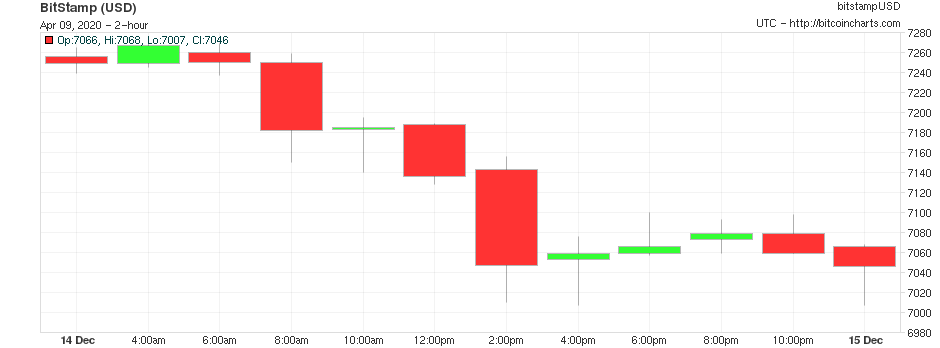 BitStamp (USD)
bitstampUSD
Apr 09, 2020 - 2-hour
UTC - http://bitcoincharts.com
Op:7066, Hi:7068, Lo:7007, Cl:7046
7280
7260
7240
7220
7200
7180
7160
7140
7120
7100
7080
7060
7040
7020
7000
6980
14 Dec 4:00am 6:00am 8:00am 10:00am 12:00pm 2:00pm 4:00pm 6:00pm 8:00pm 10:00pm 15 Dec